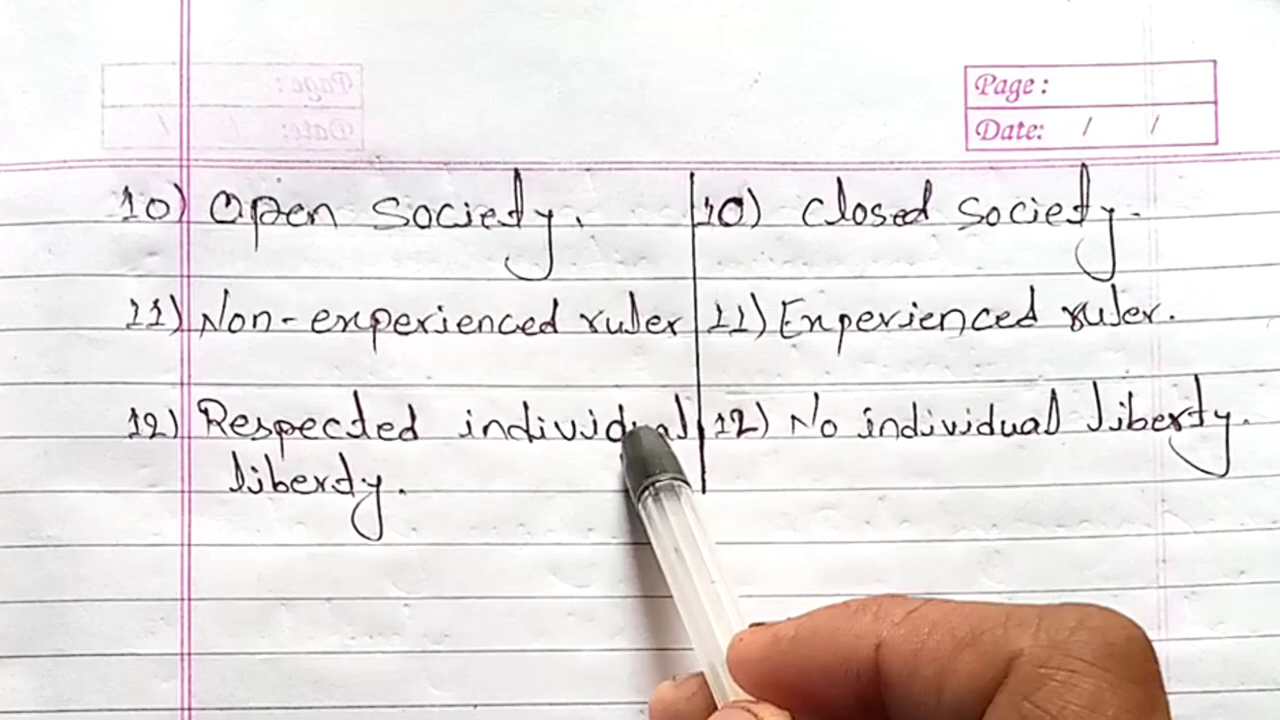 Page :
Date: / /
10) Open society. 10) closed society.
11) Non-experienced ruler 11) Experienced ruler.
12) Respected individual 12) No individual liberty.
liberty.